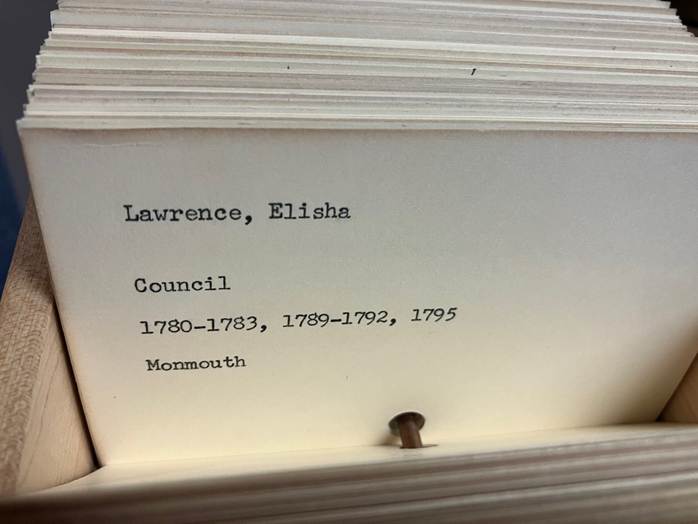 Lawrence, Elisha
Council
1780-1783, 1789-1792, 1795
Monmouth